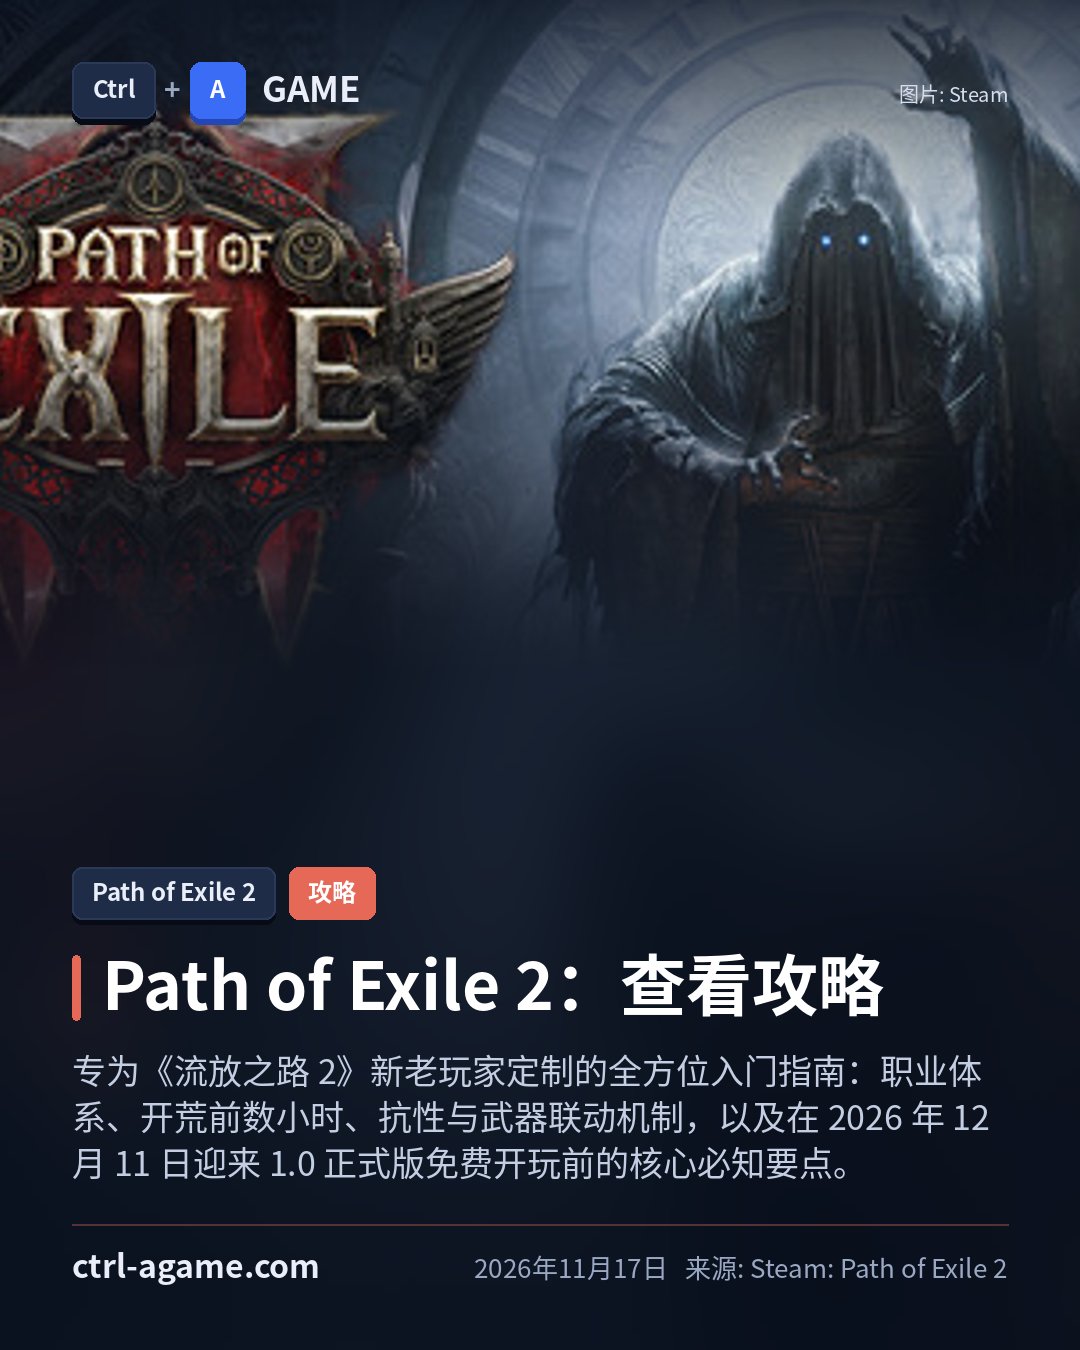 Ctrl + A GAME
图片: Steam
PATH OF
EXILE
Path of Exile 2 攻略
Path of Exile 2：查看攻略
专为《流放之路 2》新老玩家定制的全方位入门指南：职业体
系、开荒前数小时、抗性与武器联动机制，以及在 2026 年 12
月 11 日迎来 1.0 正式版免费开玩前的核心必知要点。
ctrl-agame.com
2026年11月17日 来源: Steam: Path of Exile 2